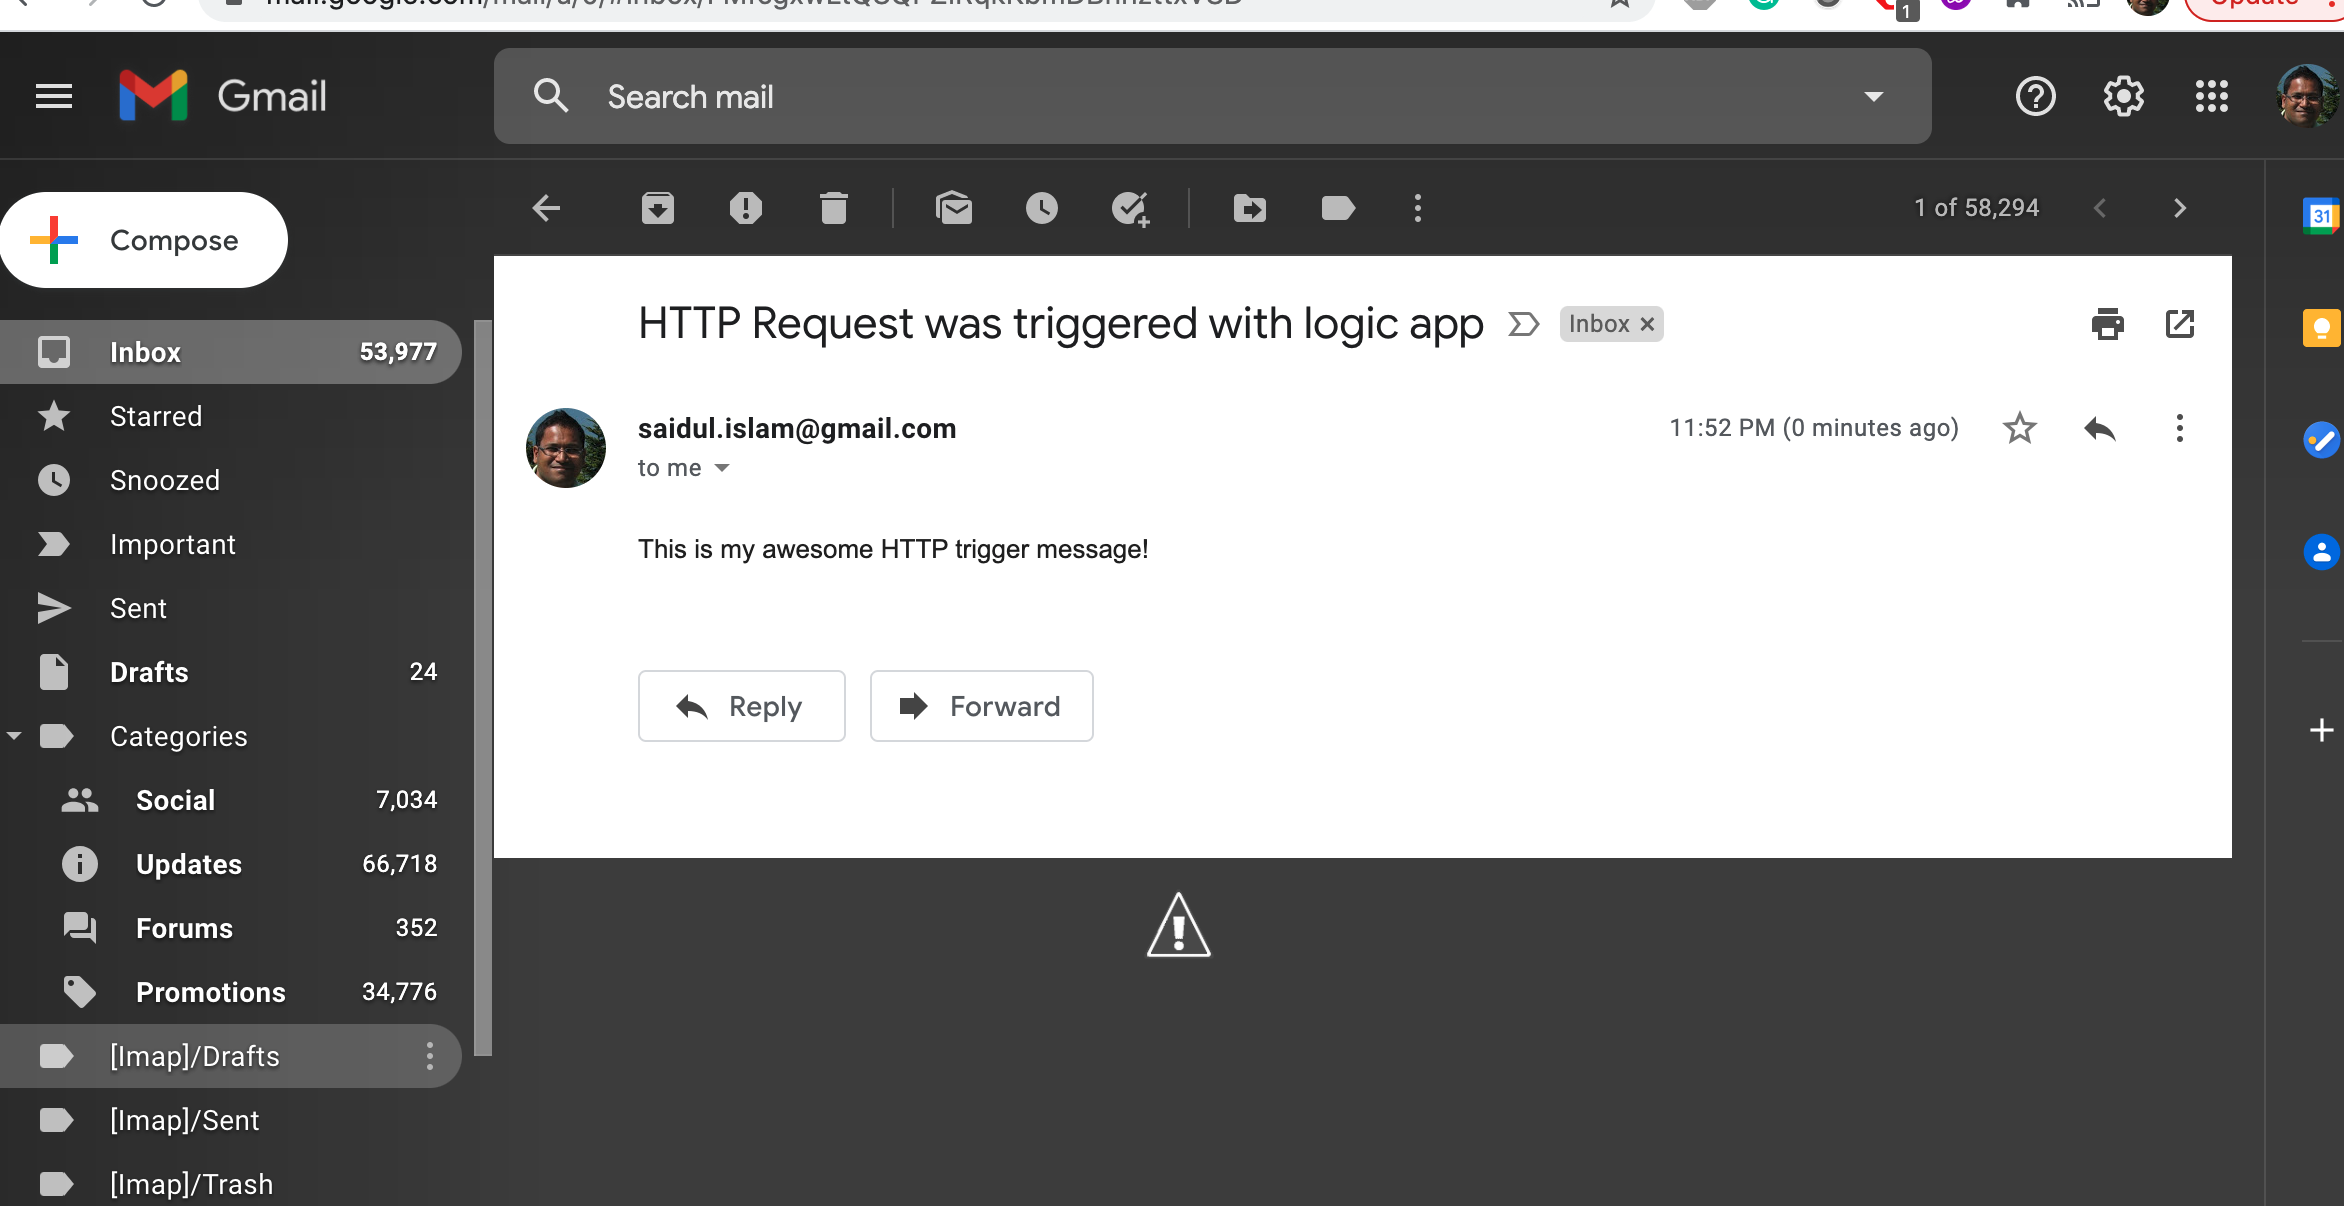 Update
1
Gmail
Search mail
1 of 58,294
31
Compose
HTTP Request was triggered with logic app
Inbox ×
Inbox 53,977
Starred
saidul.islam@gmail.com
11:52 PM (0 minutes ago)
to me
Snoozed
Important
This is my awesome HTTP trigger message!
Sent
Drafts 24
Reply
Forward
Categories
Social 7,034
Updates 66,718
Forums 352
Promotions 34,776
[Imap]/Drafts
[Imap]/Sent
[Imap]/Trash